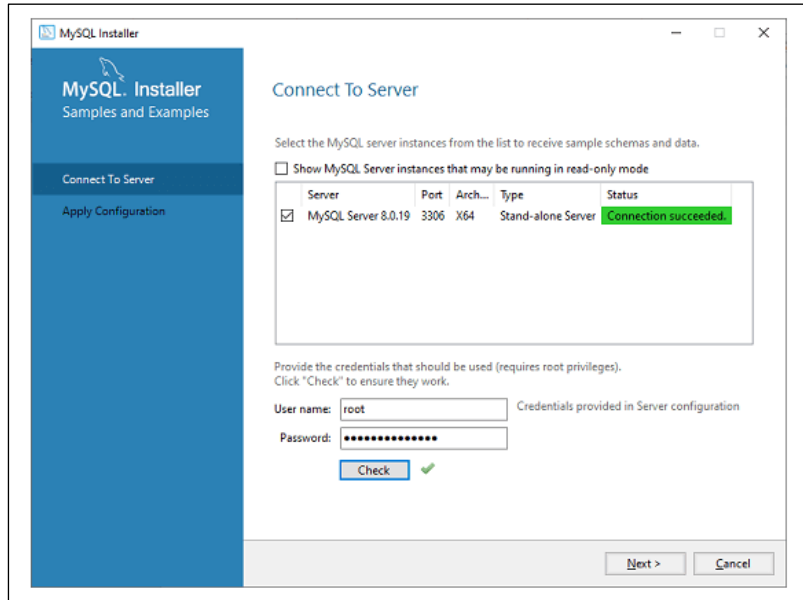 MySQL Installer
MySQL. Installer
Samples and Examples
Connect To Server
Apply Configuration
Connect To Server
Select the MySQL server instances from the list to receive sample schemas and data.
Show MySQL Server instances that may be running in read-only mode
Server Port Arch... Type Status
MySQL Server 8.0.19 3306 X64 Stand-alone Server Connection succeeded.
Provide the credentials that should be used (requires root privileges).
Click "Check" to ensure they work.
User name: root Credentials provided in Server configuration
Password: ●●●●●●●●●●●●●●
Check
Next > Cancel